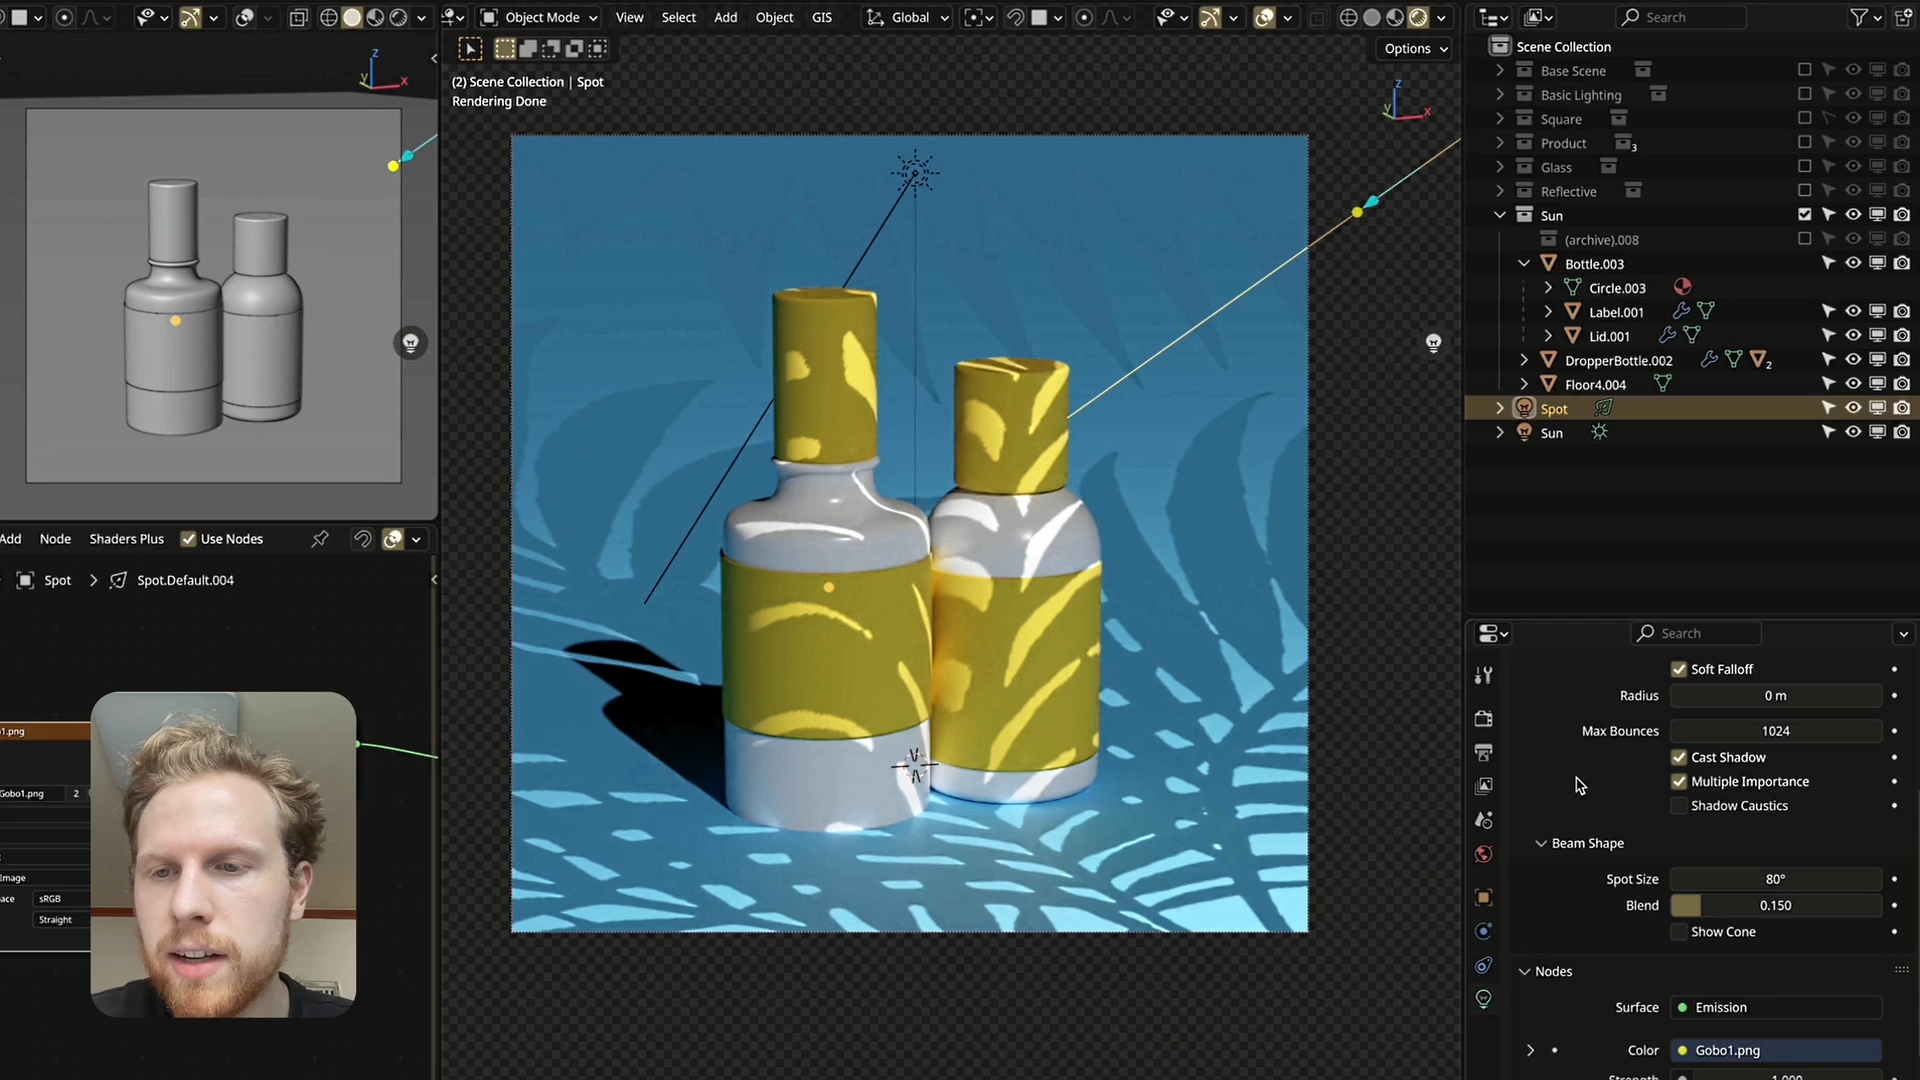 Object Mode
View
Select
Add
Object
GIS
Global
Options
(2) Scene Collection | Spot
Rendering Done
z
y
x
z
y
x
Add
Node
Shaders Plus
Use Nodes
Spot
Spot.Default.004
o1.png
Gobo1.png
2
Image
sRGB
Straight
Search
Scene Collection
Base Scene
Basic Lighting
Square
Product
3
Glass
Reflective
Sun
(archive).008
Bottle.003
Circle.003
Label.001
Lid.001
DropperBottle.002
2
Floor4.004
Spot
Sun
Search
Soft Falloff
Radius 0 m
Max Bounces 1024
Cast Shadow
Multiple Importance
Shadow Caustics
Beam Shape
Spot Size 80°
Blend 0.150
Show Cone
Nodes
Surface Emission
Color Gobo1.png